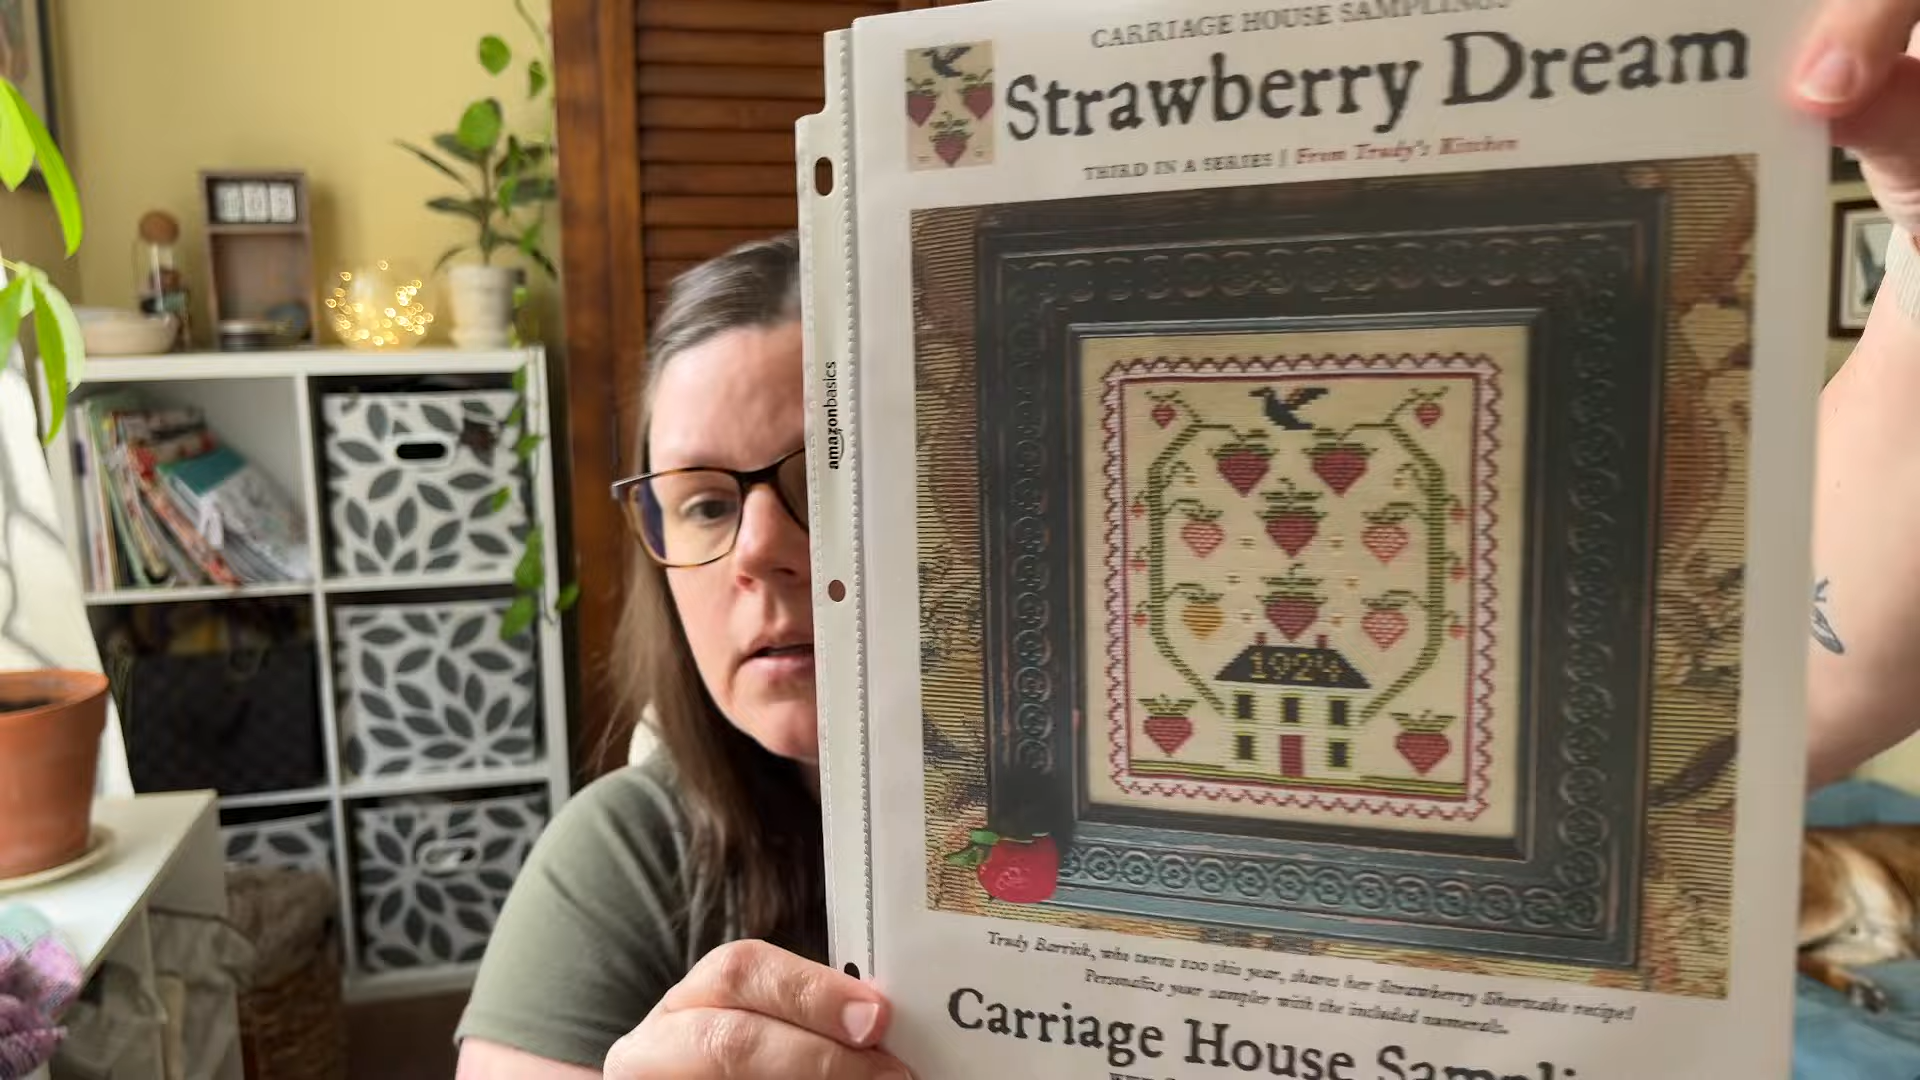 CARRIAGE HOUSE SAMPLINGS
Strawberry Dream
THIRD IN A SERIES | From Trudy's Kitchen
amazonbasics
1924
Trudy Barrick, who turns 100 this year, shares her Strawberry Shortcake recipe!
Personalize your sampler with the included numerals.
Carriage House Sampli